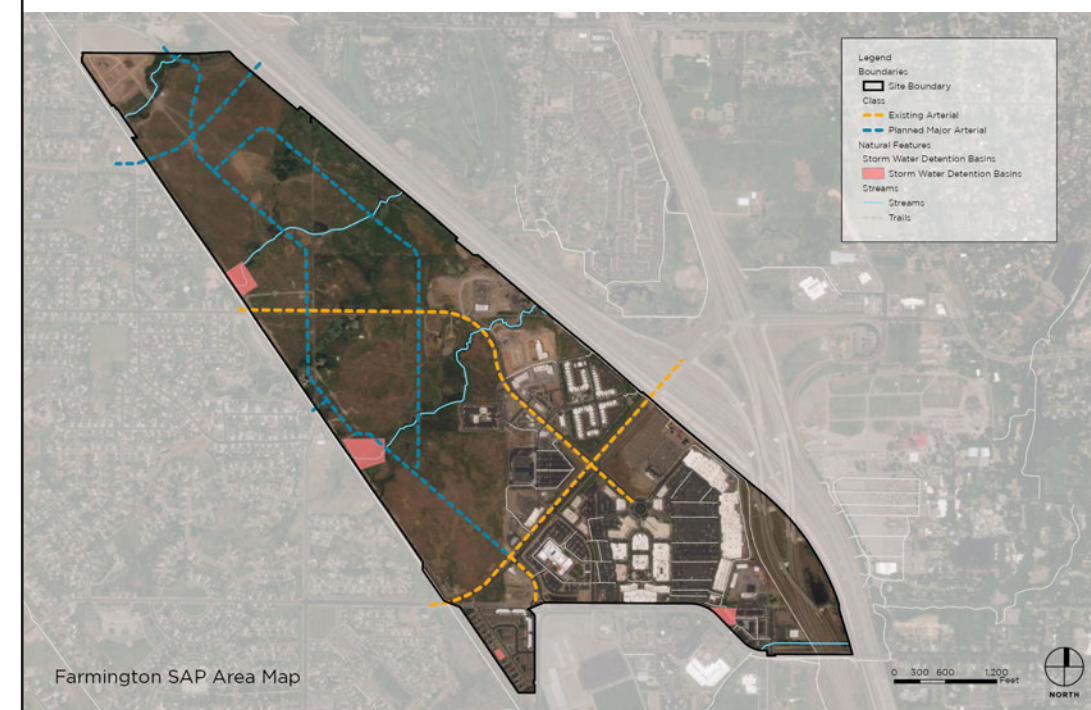 Legend
Boundaries
Site Boundary
Class
Existing Arterial
Planned Major Arterial
Natural Features
Storm Water Detention Basins
Storm Water Detention Basins
Streams
Streams
Trails
Farmington SAP Area Map
0 300 600 1,200
Feet
NORTH